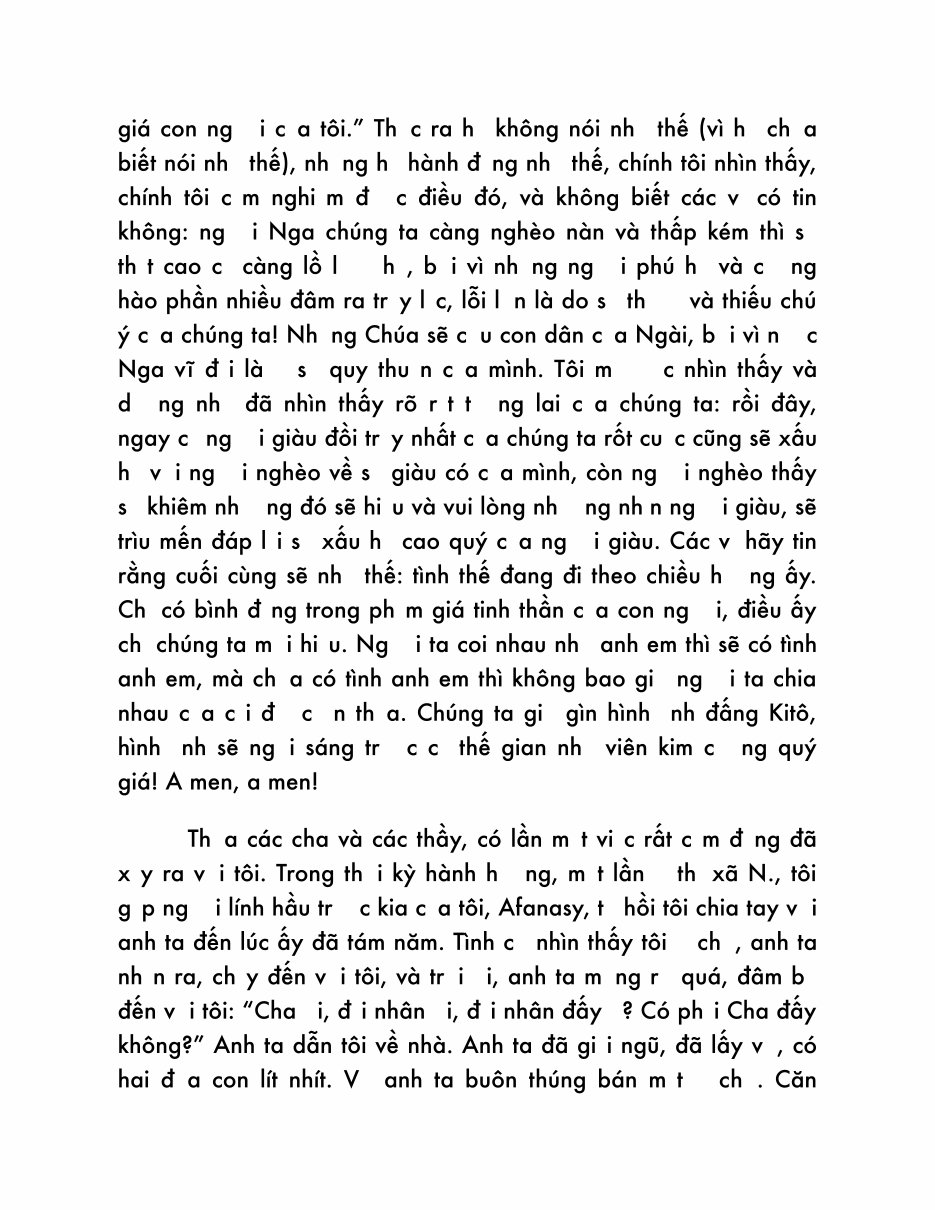 giá con ng i c a tôi.” Th c ra h không nói nh thế (vì h ch a
biết nói nh thế), nh ng h hành đ ng nh thế, chính tôi nhìn thấy,
chính tôi c m nghi m đ c điều đó, và không biết các v có tin
không: ng i Nga chúng ta càng nghèo nàn và thấp kém thì s
th t cao c càng lồ l h , b i vì nh ng ng i phú h và c ng
hào phần nhiều đâm ra tr y l c, lỗi l n là do s th và thiếu chú
ý c a chúng ta! Nh ng Chúa sẽ c u con dân c a Ngài, b i vì n c
Nga vĩ đ i là s quy thu n c a mình. Tôi m c nhìn thấy và
d ng nh đã nhìn thấy rõ r t t ng lai c a chúng ta: rồi đây,
ngay c ng i giàu đồi tr y nhất c a chúng ta rốt cu c cũng sẽ xấu
h v i ng i nghèo về s giàu có c a mình, còn ng i nghèo thấy
s khiêm nh ng đó sẽ hi u và vui lòng nh ng nh n ng i giàu, sẽ
trìu mến đáp l i s xấu h cao quý c a ng i giàu. Các v hãy tin
rằng cuối cùng sẽ nh thế: tình thế đang đi theo chiều h ng ấy.
Ch có bình đ ng trong ph m giá tinh thần c a con ng i, điều ấy
ch chúng ta m i hi u. Ng i ta coi nhau nh anh em thì sẽ có tình
anh em, mà ch a có tình anh em thì không bao gi ng i ta chia
nhau c a c i đ c n th a. Chúng ta gi gìn hình nh đấng Kitô,
hình nh sẽ ng i sáng tr c c thế gian nh viên kim c ng quý
giá! A men, a men!
Th a các cha và các thầy, có lần m t vi c rất c m đ ng đã
x y ra v i tôi. Trong th i kỳ hành h ng, m t lần th xã N., tôi
g p ng i lính hầu tr c kia c a tôi, Afanasy, t hồi tôi chia tay v i
anh ta đến lúc ấy đã tám năm. Tình c nhìn thấy tôi ch , anh ta
nh n ra, ch y đến v i tôi, và tr i i, anh ta m ng r quá, đâm b
đến v i tôi: “Cha i, đ i nhân i, đ i nhân đấy ? Có ph i Cha đấy
không?” Anh ta dẫn tôi về nhà. Anh ta đã gi i ngũ, đã lấy v , có
hai đ a con lít nhít. V anh ta buôn thúng bán m t ch . Căn